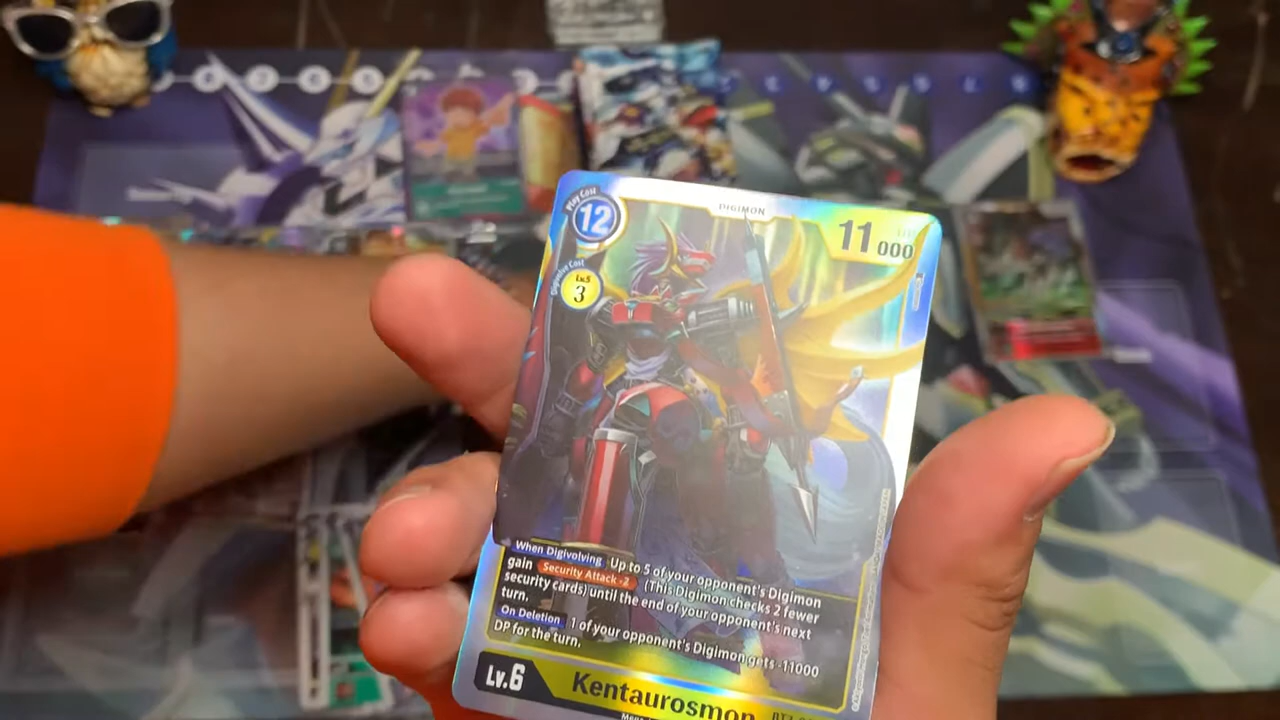 DIGIMON
Play Cost
12
11000
Digivolve Cost
Lv.5
3
When Digivolving Up to 5 of your opponent's Digimon
gain Security Attack -2 (This Digimon checks 2 fewer
security cards) until the end of your opponent's next
turn.
On Deletion 1 of your opponent's Digimon gets -11000
DP for the turn.
Lv.6
Kentaurosmon